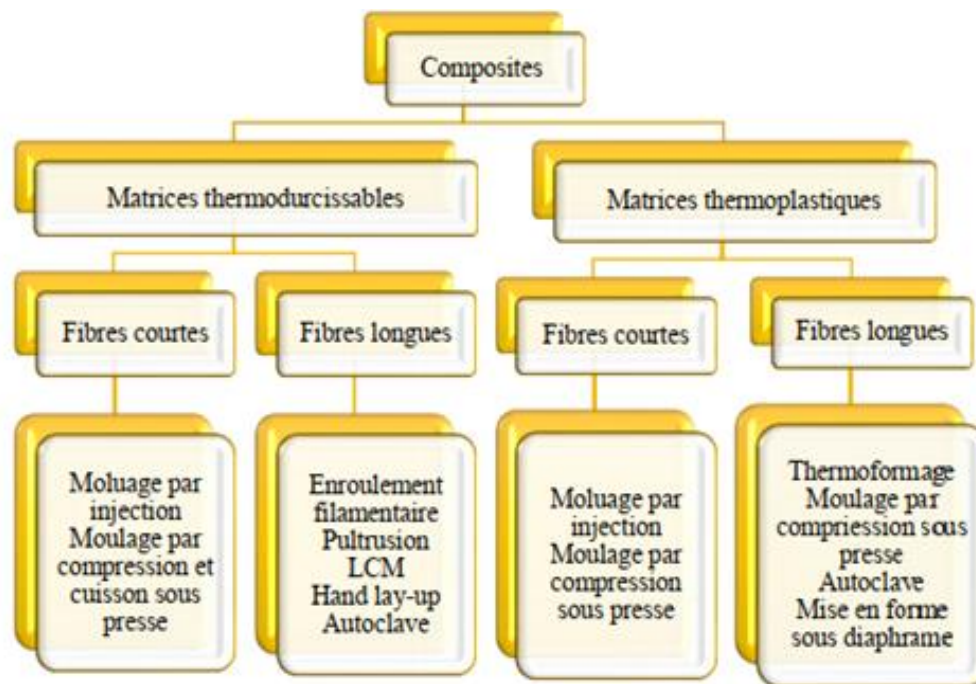 Composites
Matrices thermodurcissables
Matrices thermoplastiques
Fibres courtes
Fibres longues
Fibres courtes
Fibres longues
Moluage par
injection
Moulage par
compression et
cuisson sous
presse
Enroulement
filamentaire
Pultrusion
LCM
Hand lay-up
Autoclave
Moluage par
injection
Moulage par
compression
sous presse
Thermoformage
Moulage par
compriession sous
presse
Autoclave
Mise en forme
sous diaphrame